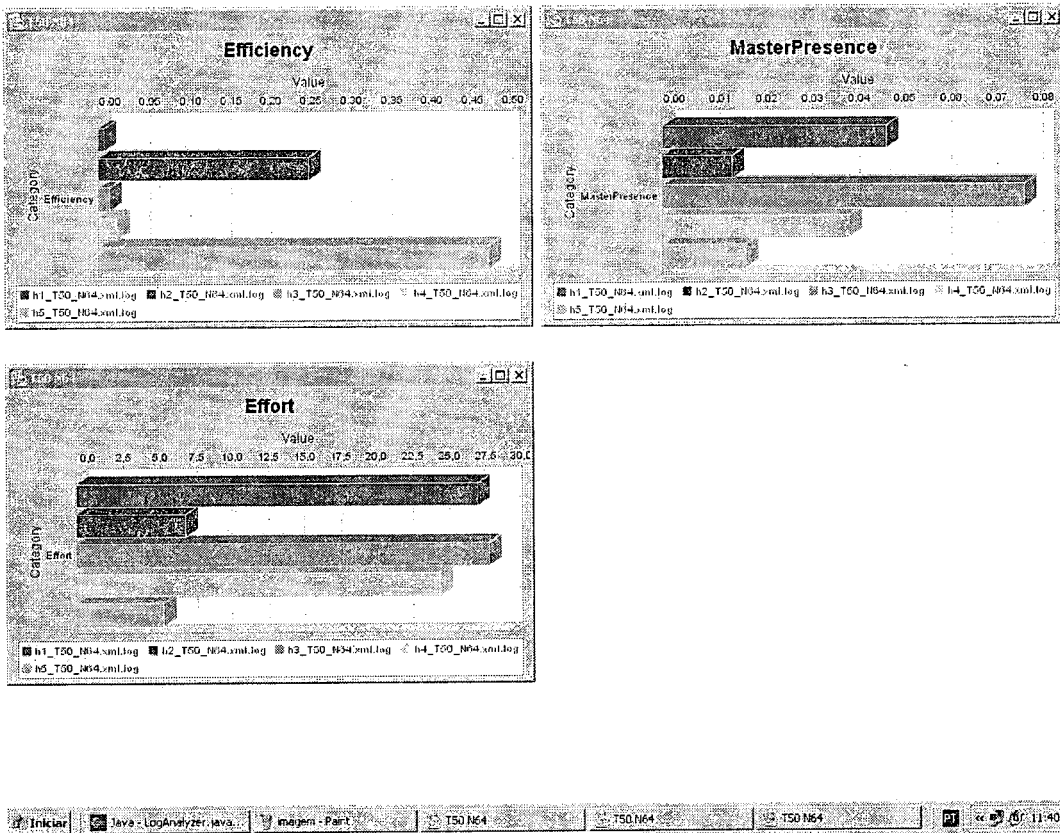 T50 N64
Efficiency
Value
0,00 0,05 0,10 0,15 0,20 0,25 0,30 0,35 0,40 0,45 0,50
Category
Efficiency
h1_T50_N64.xml.log h2_T50_N64.xml.log h3_T50_N64.xml.log h4_T50_N64.xml.log
h5_T50_N64.xml.log
T50 N64
MasterPresence
Value
0,00 0,01 0,02 0,03 0,04 0,05 0,06 0,07 0,08
Category
MasterPresence
h1_T50_N64.xml.log h2_T50_N64.xml.log h3_T50_N64.xml.log h4_T50_N64.xml.log
h5_T50_N64.xml.log
T50 N64
Effort
Value
0,0 2,5 5,0 7,5 10,0 12,5 15,0 17,5 20,0 22,5 25,0 27,5 30,0
Category
Effort
h1_T50_N64.xml.log h2_T50_N64.xml.log h3_T50_N64.xml.log h4_T50_N64.xml.log
h5_T50_N64.xml.log
Iniciar Java - LogAnalyzer.java... imagem - Paint T50 N64 T50 N64 T50 N64 PT « 11:40